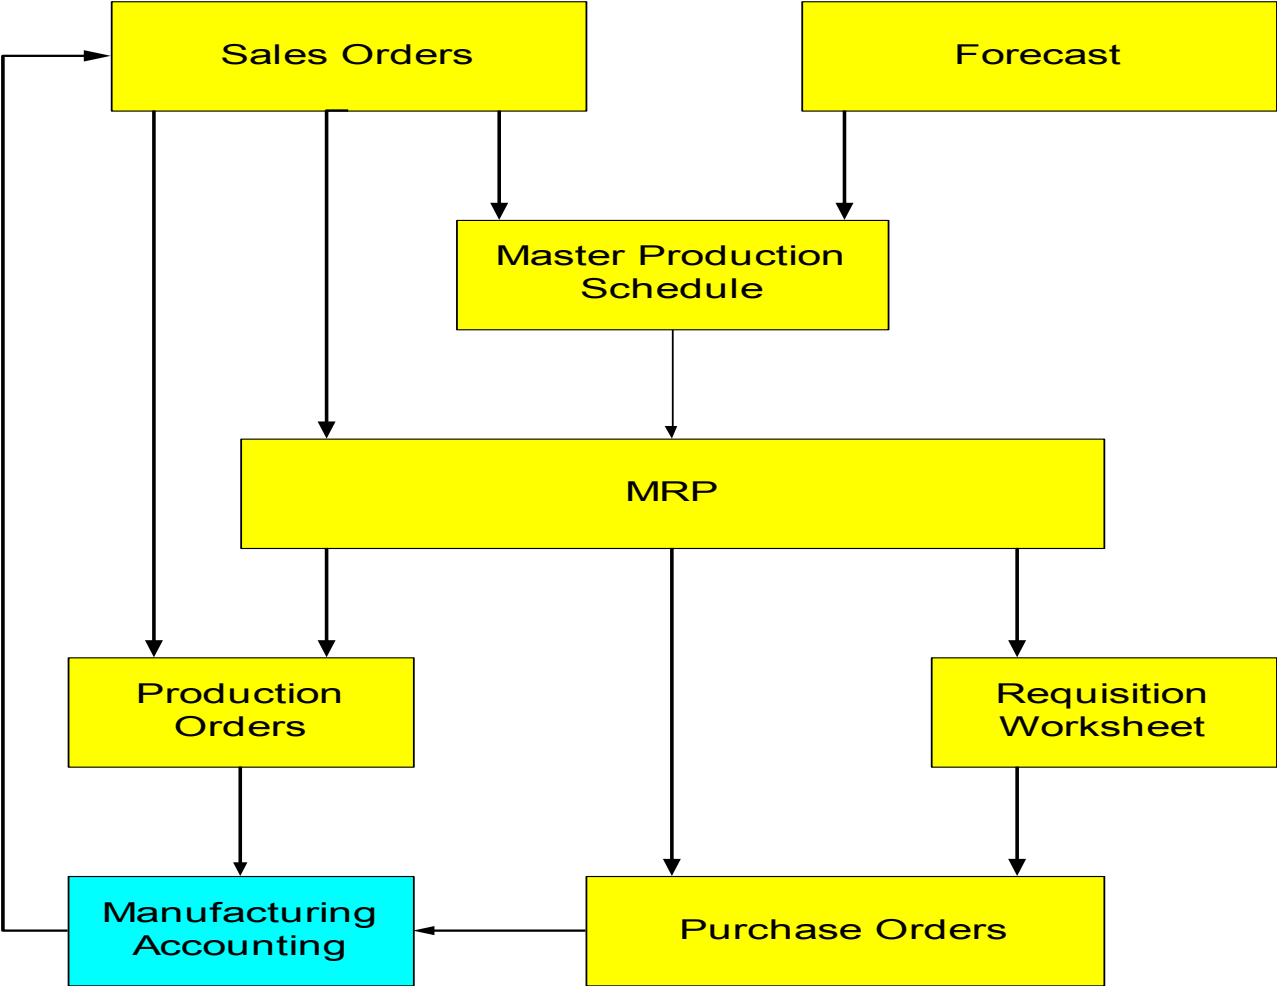 Sales Orders
Forecast
Master Production
Schedule
MRP
Production
Orders
Requisition
Worksheet
Manufacturing
Accounting
Purchase Orders